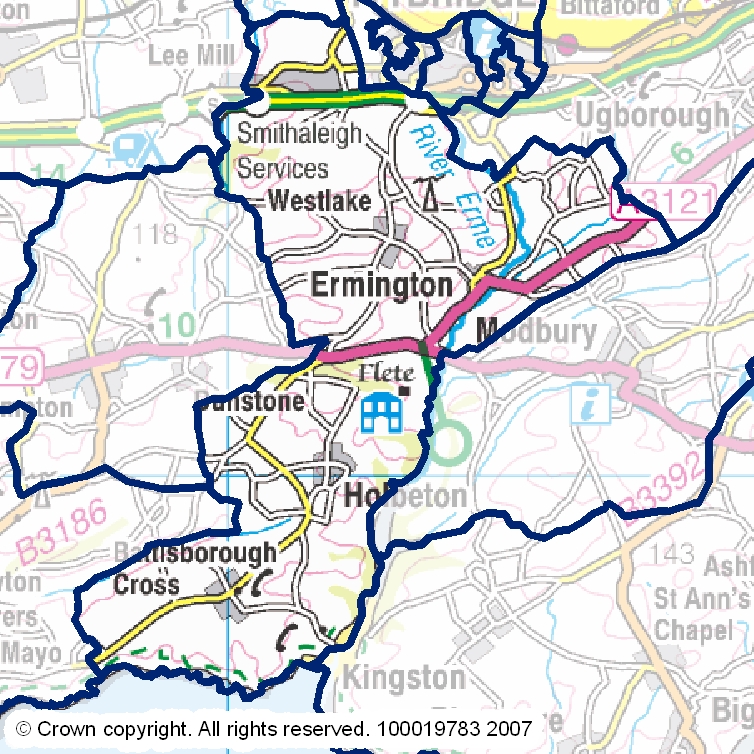 Bittaford
Lee Mill
S
Ugborough
Smithaleigh
Services
River Erme
14
6
Westlake
A3121
118
Ermington
10
Modbury
79
Flete
Dunstone
i
Holbeton
B3392
B3186
143
Battisborough
Cross
St Ann's
Chapel
Mayo
Kingston
Big
© Crown copyright. All rights reserved. 100019783 2007